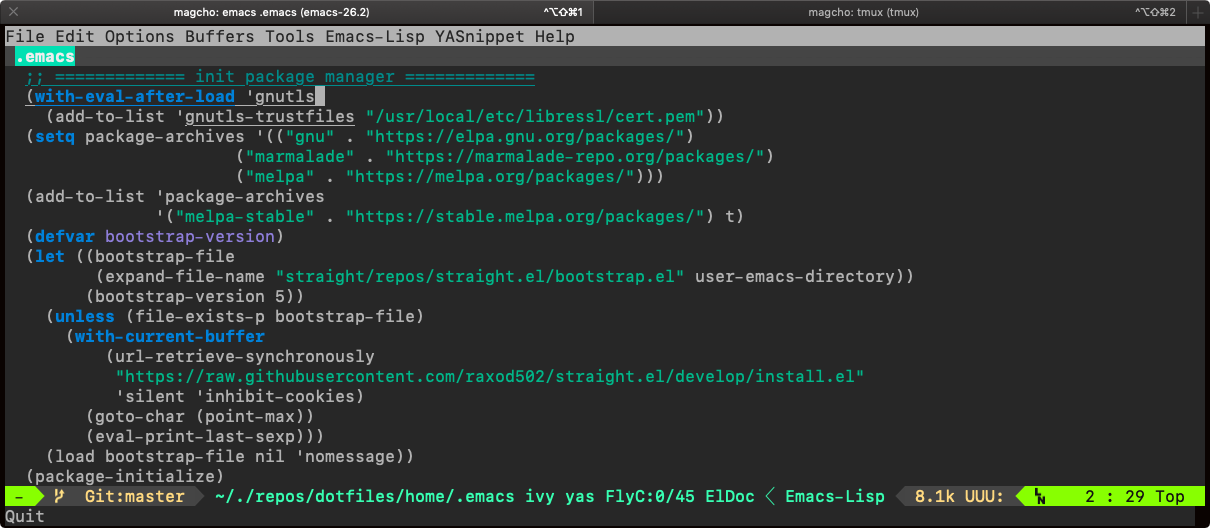 magcho: emacs .emacs (emacs-26.2) ^⌥⇧⌘1 magcho: tmux (tmux) ^⌥⇧⌘2
File Edit Options Buffers Tools Emacs-Lisp YASnippet Help
.emacs
;; ============= init package manager =============
(with-eval-after-load 'gnutls
(add-to-list 'gnutls-trustfiles "/usr/local/etc/libressl/cert.pem"))
(setq package-archives '(("gnu" . "https://elpa.gnu.org/packages/")
("marmalade" . "https://marmalade-repo.org/packages/")
("melpa" . "https://melpa.org/packages/")))
(add-to-list 'package-archives
'("melpa-stable" . "https://stable.melpa.org/packages/") t)
(defvar bootstrap-version)
(let ((bootstrap-file
(expand-file-name "straight/repos/straight.el/bootstrap.el" user-emacs-directory))
(bootstrap-version 5))
(unless (file-exists-p bootstrap-file)
(with-current-buffer
(url-retrieve-synchronously
"https://raw.githubusercontent.com/raxod502/straight.el/develop/install.el"
'silent 'inhibit-cookies)
(goto-char (point-max))
(eval-print-last-sexp)))
(load bootstrap-file nil 'nomessage))
(package-initialize)
- Git:master ~/./repos/dotfiles/home/.emacs ivy yas FlyC:0/45 ElDoc Emacs-Lisp 8.1k UUU: LN 2 : 29 Top
Quit